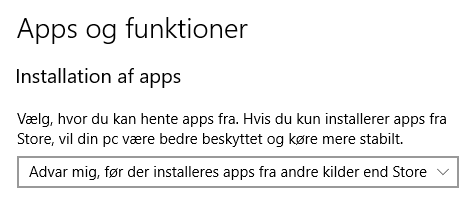 Apps og funktioner
Installation af apps
Vælg, hvor du kan hente apps fra. Hvis du kun installerer apps fra
Store, vil din pc være bedre beskyttet og køre mere stabilt.
Advar mig, før der installeres apps fra andre kilder end Store